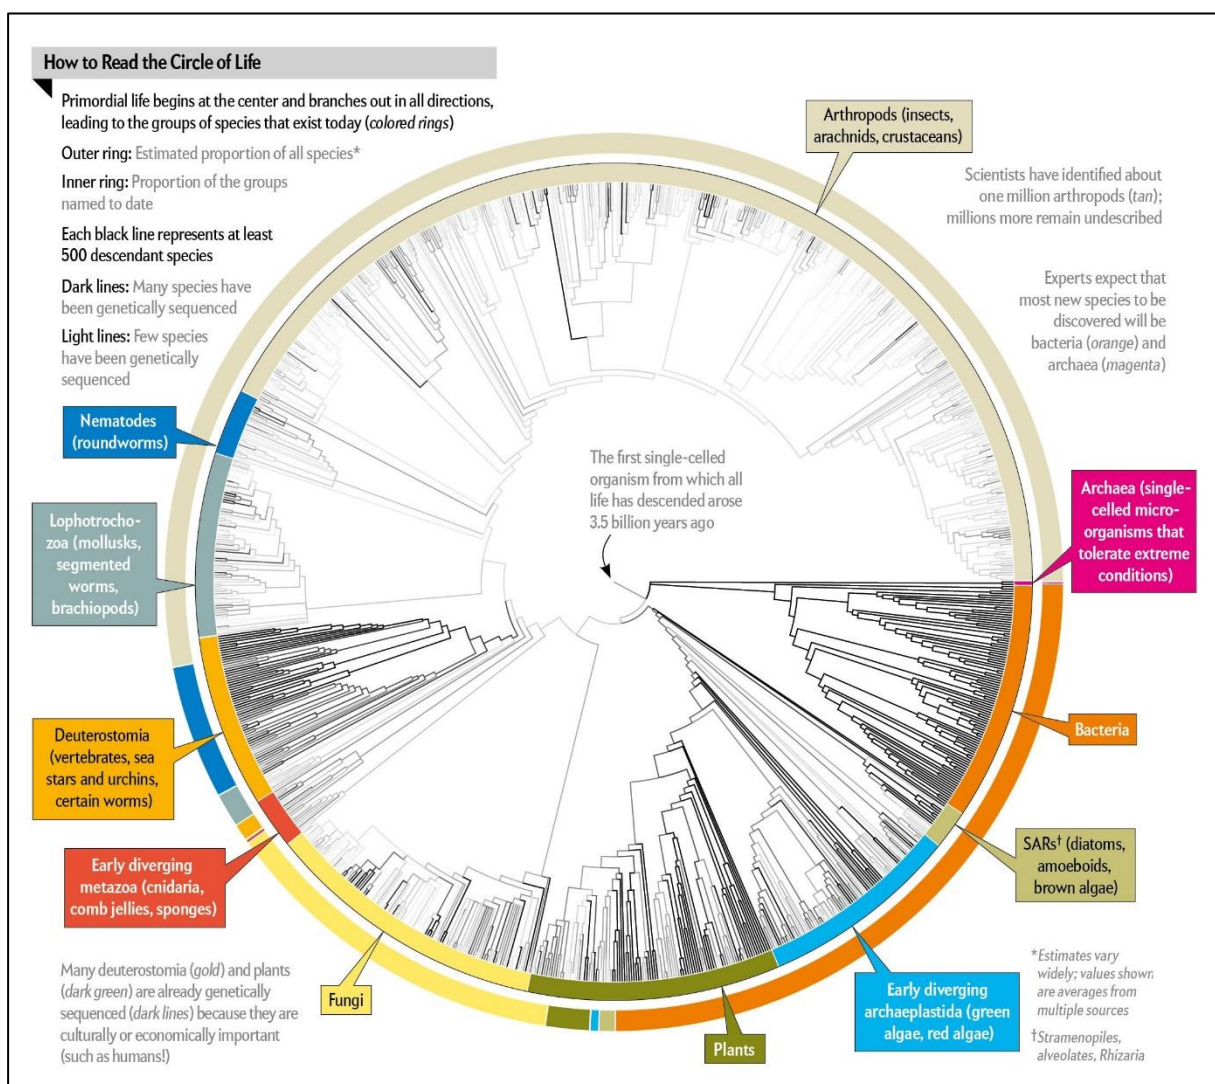 How to Read the Circle of Life
Primordial life begins at the center and branches out in all directions,
leading to the groups of species that exist today (colored rings)
Outer ring: Estimated proportion of all species*
Inner ring: Proportion of the groups
named to date
Each black line represents at least
500 descendant species
Dark lines: Many species have
been genetically sequenced
Light lines: Few species
have been genetically
sequenced
Arthropods (insects,
arachnids, crustaceans)
Scientists have identified about
one million arthropods (tan);
millions more remain undescribed
Experts expect that
most new species to be
discovered will be
bacteria (orange) and
archaea (magenta)
Nematodes
(roundworms)
The first single-celled
organism from which all
life has descended arose
3.5 billion years ago
Archaea (single-
celled micro-
organisms that
tolerate extreme
conditions)
Lophotrocho-
zoa (mollusks,
segmented
worms,
brachiopods)
Deuterostomia
(vertebrates, sea
stars and urchins,
certain worms)
Bacteria
SARs† (diatoms,
amoeboids,
brown algae)
Early diverging
metazoa (cnidaria,
comb jellies, sponges)
Fungi
Plants
Early diverging
archaeplastida (green
algae, red algae)
Many deuterostomia (gold) and plants
(dark green) are already genetically
sequenced (dark lines) because they are
culturally or economically important
(such as humans!)
*Estimates vary
widely; values shown
are averages from
multiple sources
†Stramenopiles,
alveolates, Rhizaria